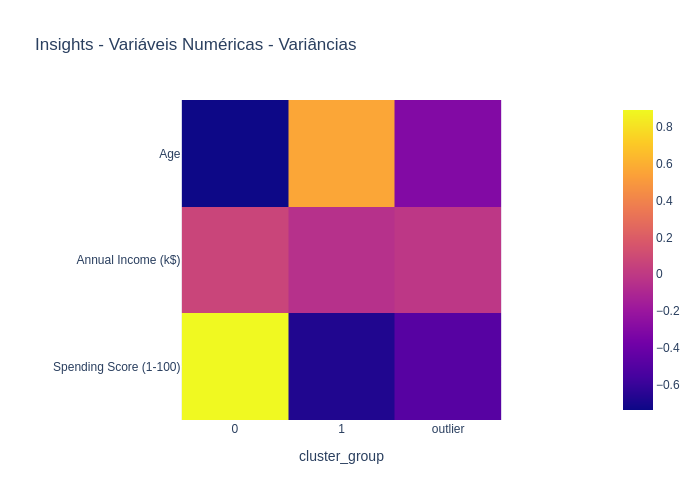 Insights - Variáveis Numéricas - Variâncias
Age
Annual Income (k$)
Spending Score (1-100)
0
1
outlier
cluster_group
0.8
0.6
0.4
0.2
0
−0.2
−0.4
−0.6